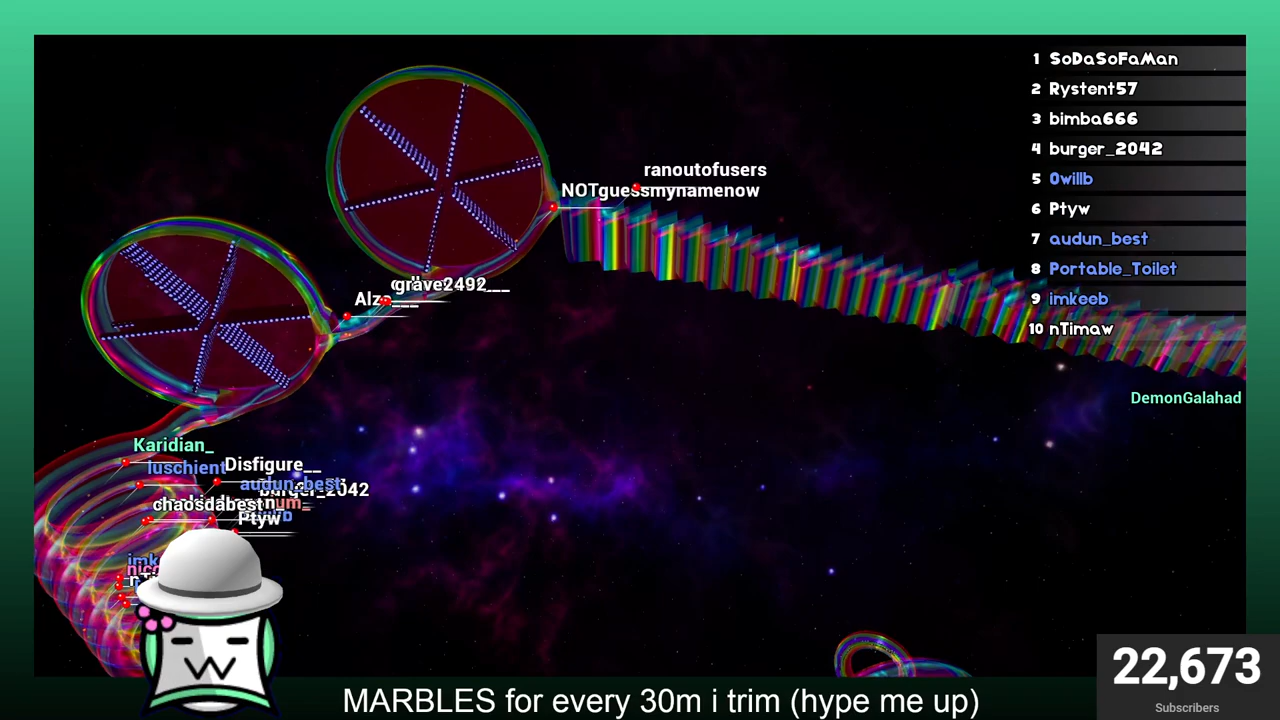 1 SoDaSoFaMan
2 Rystent57
3 bimba666
4 burger_2042
5 0willb
6 Ptyw
7 audun_best
8 Portable_Toilet
9 imkeeb
10 nTimaw
ranoutofusers
NOTguessmynamenow
grave2492
DemonGalahad
Karidian_
luschient
Disfigure__
audun_best
burger_2042
chaosdabest
Ptyw
MARBLES for every 30m i trim (hype me up)
22,673
Subscribers